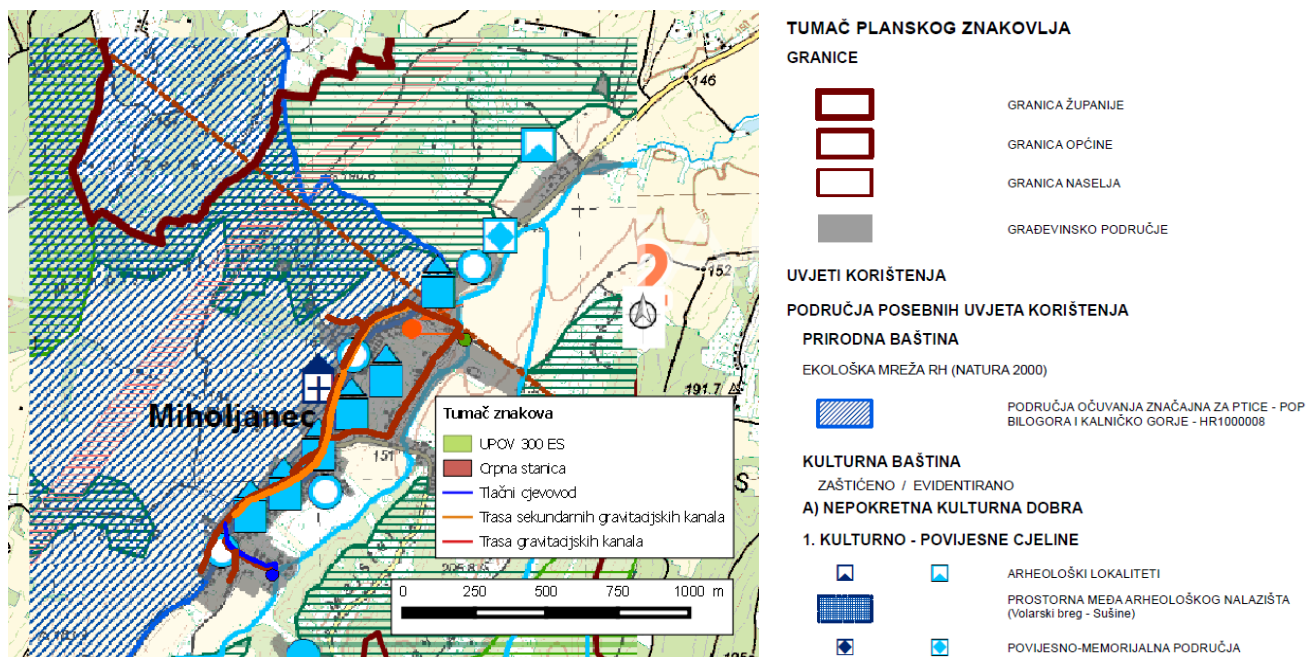 146
152
191.7
Miholjanec
151
S
Tumač znakova
UPOV 300 ES
Crpna stanica
Tlačni cjevovod
Trasa sekundarnih gravitacijskih kanala
Trasa gravitacijskih kanala
0 250 500 750 1000 m
TUMAČ PLANSKOG ZNAKOVLJA
GRANICE
GRANICA ŽUPANIJE
GRANICA OPĆINE
GRANICA NASELJA
GRAĐEVINSKO PODRUČJE
UVJETI KORIŠTENJA
PODRUČJA POSEBNIH UVJETA KORIŠTENJA
PRIRODNA BAŠTINA
EKOLOŠKA MREŽA RH (NATURA 2000)
PODRUČJA OČUVANJA ZNAČAJNA ZA PTICE - POP
BILOGORA I KALNIČKO GORJE - HR1000008
KULTURNA BAŠTINA
ZAŠTIĆENO / EVIDENTIRANO
A) NEPOKRETNA KULTURNA DOBRA
1. KULTURNO - POVIJESNE CJELINE
ARHEOLOŠKI LOKALITETI
PROSTORNA MEĐA ARHEOLOŠKOG NALAZIŠTA
(Volarski breg - Sušine)
POVIJESNO-MEMORIJALNA PODRUČJA